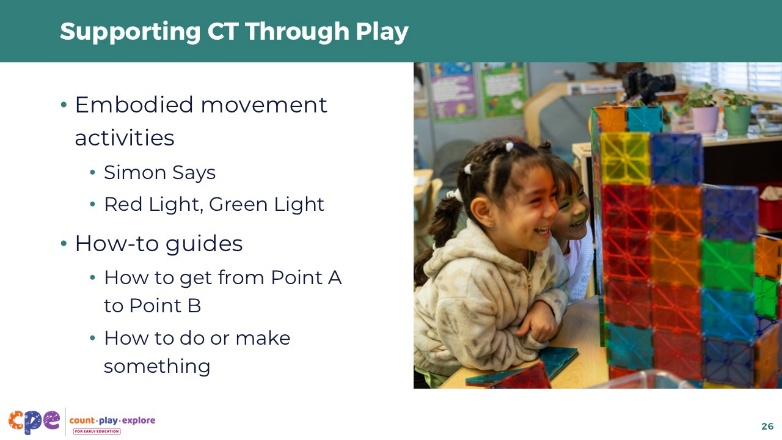 Supporting CT Through Play
• Embodied movement
activities
• Simon Says
• Red Light, Green Light
• How-to guides
• How to get from Point A
to Point B
• How to do or make
something
cpe count·play·explore
FOR EARLY EDUCATION
26